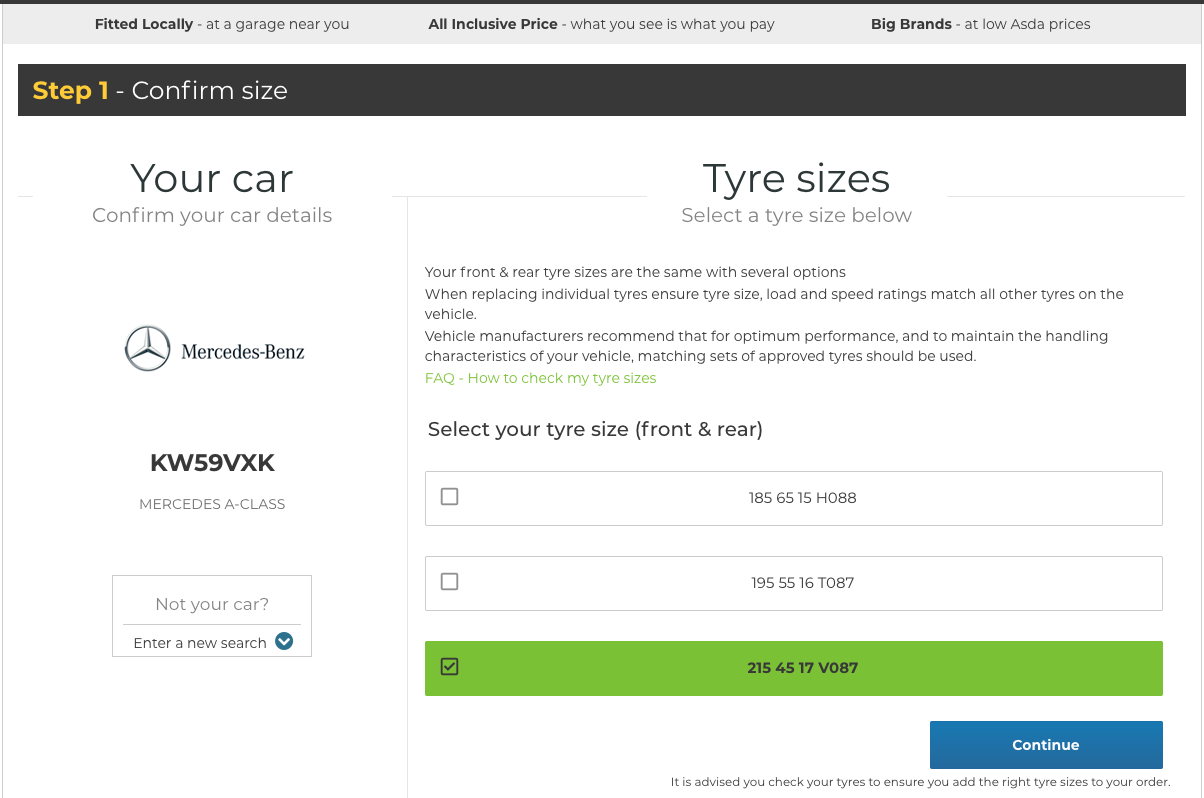 Fitted Locally - at a garage near you
All Inclusive Price - what you see is what you pay
Big Brands - at low Asda prices
Step 1 - Confirm size
Your car
Confirm your car details
Mercedes-Benz
KW59VXK
MERCEDES A-CLASS
Not your car?
Enter a new search
Tyre sizes
Select a tyre size below
Your front & rear tyre sizes are the same with several options
When replacing individual tyres ensure tyre size, load and speed ratings match all other tyres on the
vehicle.
Vehicle manufacturers recommend that for optimum performance, and to maintain the handling
characteristics of your vehicle, matching sets of approved tyres should be used.
FAQ - How to check my tyre sizes
Select your tyre size (front & rear)
185 65 15 H088
195 55 16 T087
215 45 17 V087
Continue
It is advised you check your tyres to ensure you add the right tyre sizes to your order.